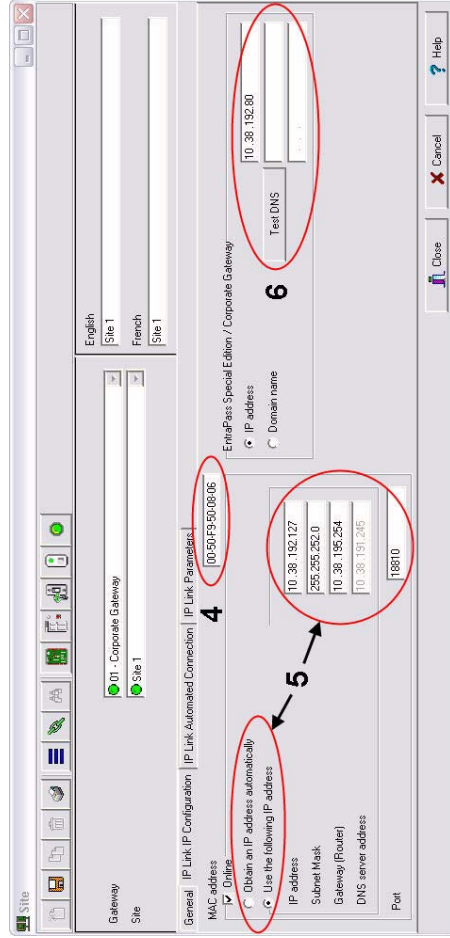 Site
Gateway
01 - Corporate Gateway
Site
Site 1
English
Site 1
French
Site 1
General
IP Link IP Configuration
IP Link Automated Connection
IP Link Parameters
MAC address
00-50-F9-50-08-06
4
Online
Obtain an IP address automatically
Use the following IP address
5
IP address
10 .38 .192.127
Subnet Mask
255.255.252.0
Gateway (Router)
10 .38 .195.254
DNS server address
10 .38 .191.245
Port
18810
EntraPass Special Edition / Corporate Gateway
IP address
10 .38 .192.80
Domain name
Test DNS
6
Close
Cancel
Help